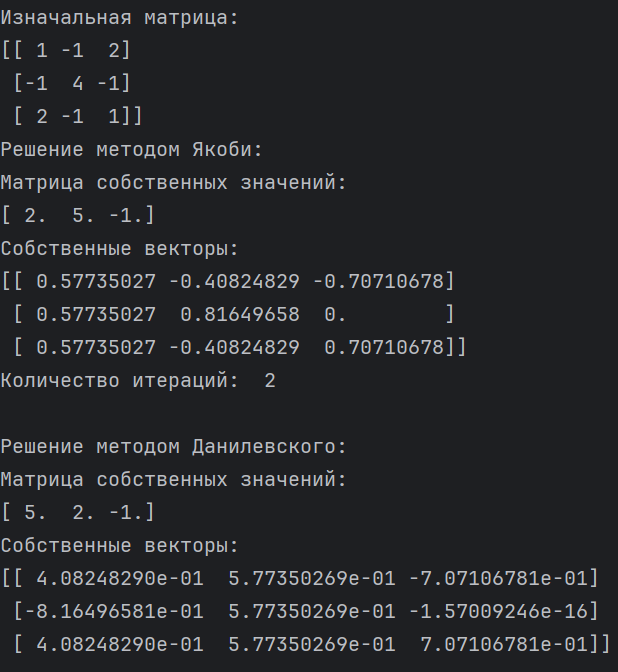 Изначальная матрица:
[[ 1 -1  2]
 [-1  4 -1]
 [ 2 -1  1]]
Решение методом Якоби:
Матрица собственных значений:
[ 2.  5. -1.]
Собственные векторы:
[[ 0.57735027 -0.40824829 -0.70710678]
 [ 0.57735027  0.81649658  0.        ]
 [ 0.57735027 -0.40824829  0.70710678]]
Количество итераций:  2

Решение методом Данилевского:
Матрица собственных значений:
[ 5.  2. -1.]
Собственные векторы:
[[ 4.08248290e-01  5.77350269e-01 -7.07106781e-01]
 [-8.16496581e-01  5.77350269e-01 -1.57009246e-16]
 [ 4.08248290e-01  5.77350269e-01  7.07106781e-01]]